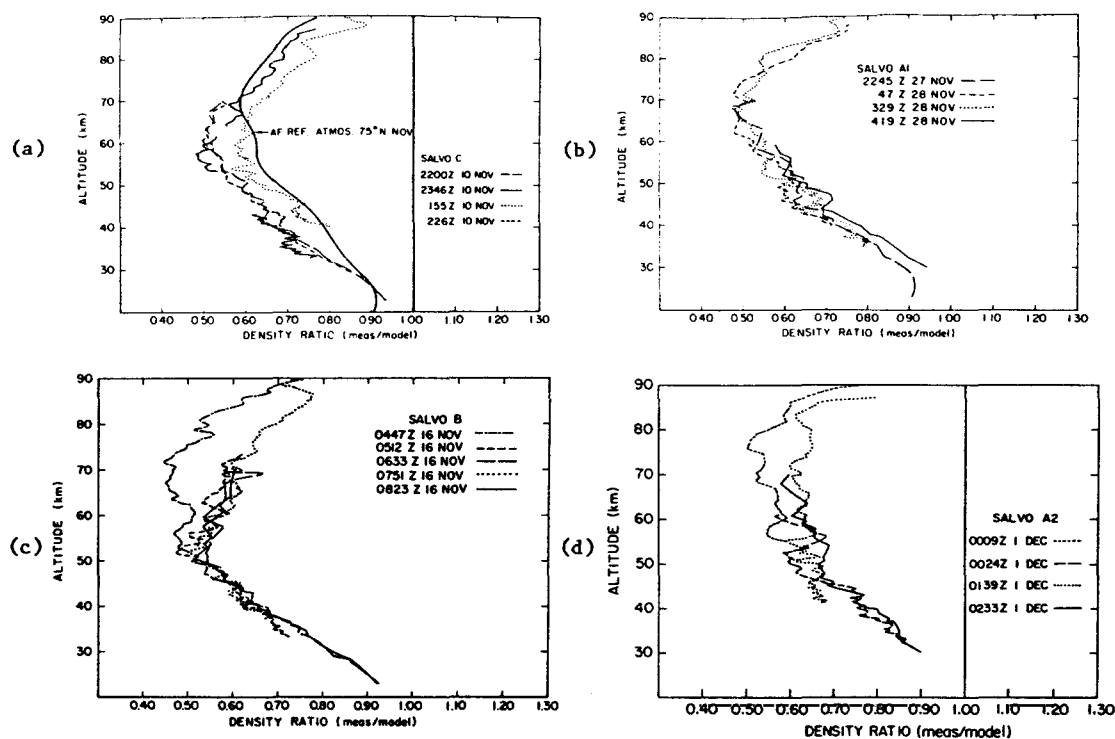 (a)
ALTITUDE (km)
90
80
70
60
50
40
30
AF REF. ATMOS. 75°N NOV
SALVO C
2200Z 10 NOV
2346Z 10 NOV
155Z 10 NOV
226Z 10 NOV
0.40 0.50 0.60 0.70 0.80 0.90 1.00 1.10 1.20 1.30
DENSITY RATIO (meas/model)
(b)
ALTITUDE (km)
90
80
70
60
50
40
30
SALVO A1
2245 Z 27 NOV
47 Z 28 NOV
329 Z 28 NOV
419 Z 28 NOV
0.40 0.50 0.60 0.70 0.80 0.90 1.00 1.10 1.20 1.30
DENSITY RATIO (meas/model)
(c)
ALTITUDE (km)
90
80
70
60
50
40
30
SALVO B
0447Z 16 NOV
0512 Z 16 NOV
0633 Z 16 NOV
0751 Z 16 NOV
0823 Z 16 NOV
0.40 0.50 0.60 0.70 0.80 0.90 1.00 1.10 1.20 1.30
DENSITY RATIO (meas/model)
(d)
ALTITUDE (km)
90
80
70
60
50
40
30
SALVO A2
0009Z 1 DEC
0024Z 1 DEC
0139Z 1 DEC
0233Z 1 DEC
0.40 0.50 0.60 0.70 0.80 0.90 1.00 1.10 1.20 1.30
DENSITY RATIO (meas/model)